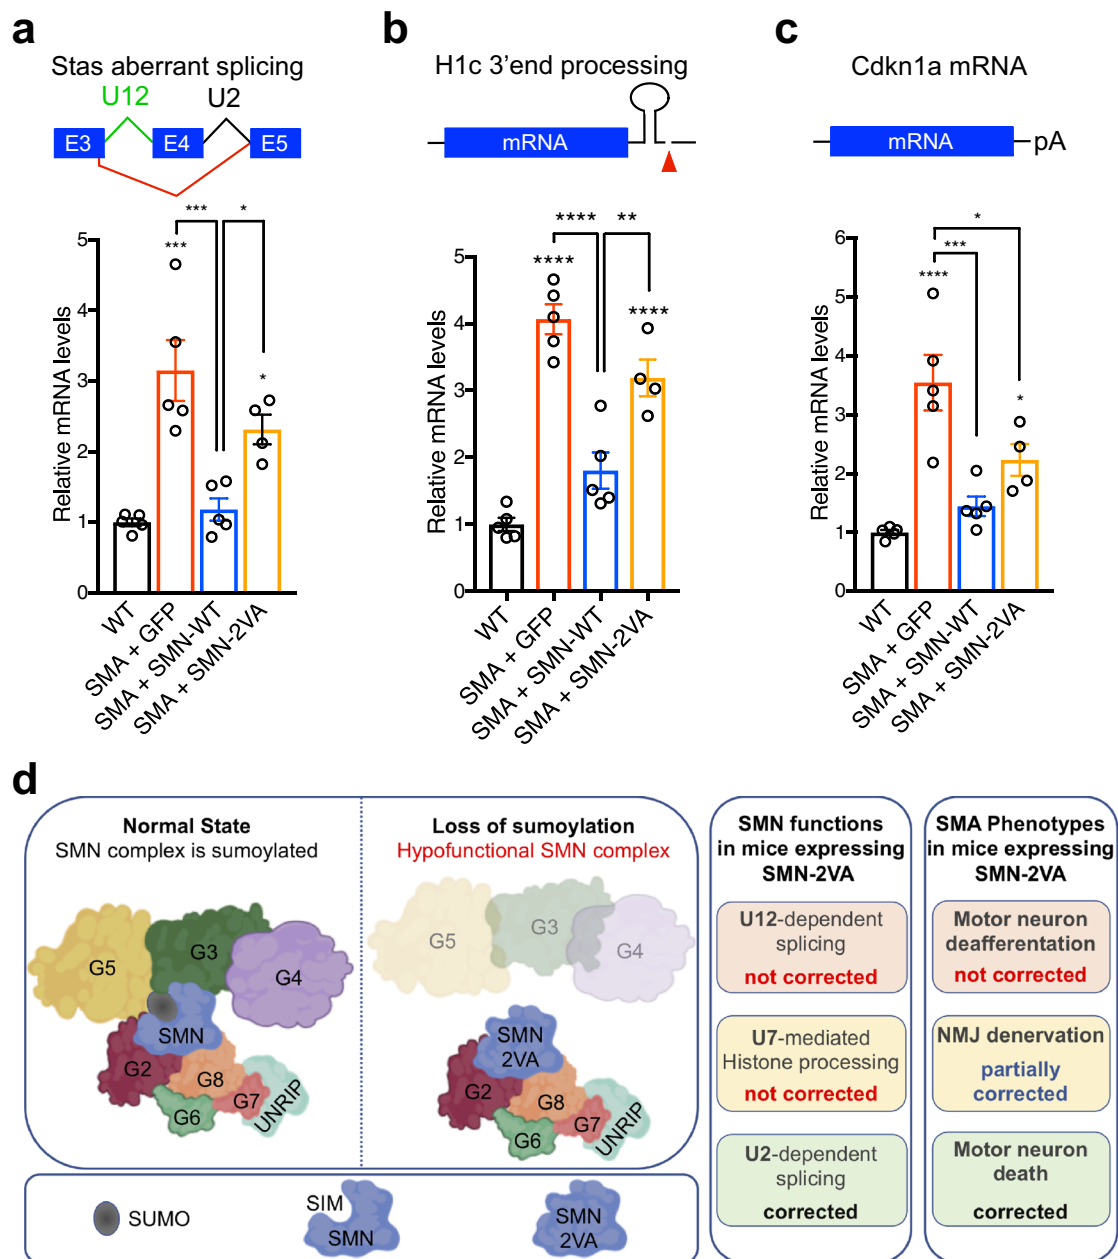 a
Stas aberrant splicing
U12
U2
E3
E4
E5
***
*
***
*
Relative mRNA levels
5
4
3
2
1
0
WT
SMA + GFP
SMA + SMN-WT
SMA + SMN-2VA
b
H1c 3'end processing
mRNA
****
**
****
****
Relative mRNA levels
5
4
3
2
1
0
WT
SMA + GFP
SMA + SMN-WT
SMA + SMN-2VA
c
Cdkn1a mRNA
mRNA
pA
*
***
****
*
Relative mRNA levels
6
5
4
3
2
1
0
WT
SMA + GFP
SMA + SMN-WT
SMA + SMN-2VA
d
Normal State
SMN complex is sumoylated
G5
G3
G4
SMN
G2
G8
G7
G6
UNRIP
Loss of sumoylation
Hypofunctional SMN complex
G5
G3
G4
SMN
2VA
G2
G8
G7
G6
UNRIP
SUMO
SIM
SMN
SMN
2VA
SMN functions
in mice expressing
SMN-2VA
U12-dependent
splicing
not corrected
U7-mediated
Histone processing
not corrected
U2-dependent
splicing
corrected
SMA Phenotypes
in mice expressing
SMN-2VA
Motor neuron
deafferentation
not corrected
NMJ denervation
partially
corrected
Motor neuron
death
corrected